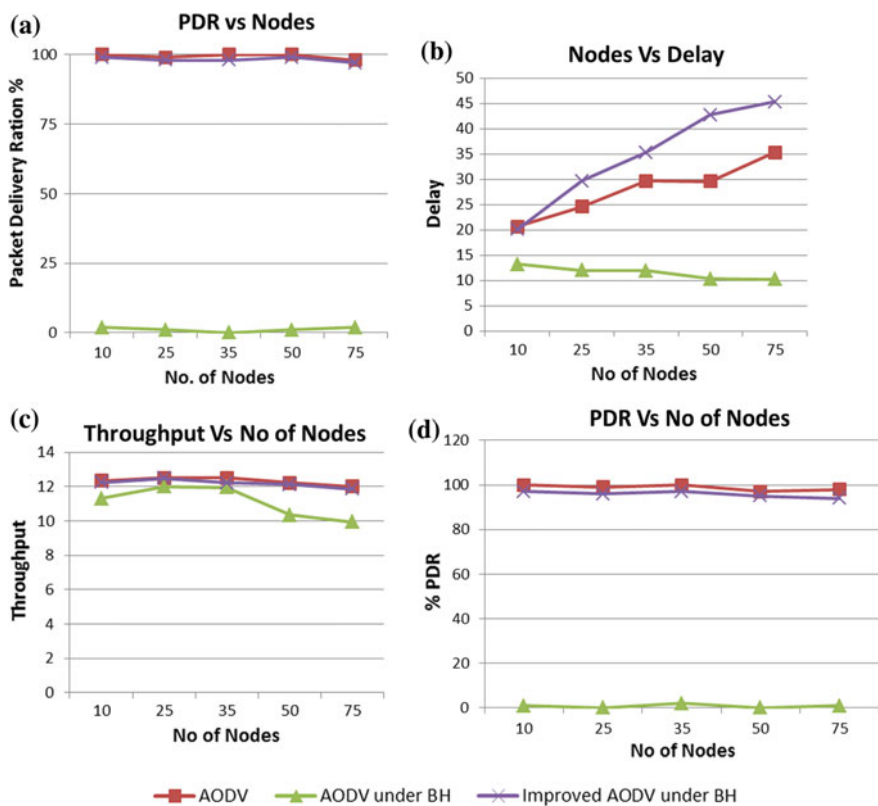 (a)
PDR vs Nodes
Packet Delivery Ration %
100
75
50
25
0
10 25 35 50 75
No. of Nodes
(b)
Nodes Vs Delay
Delay
50
45
40
35
30
25
20
15
10
5
0
10 25 35 50 75
No of Nodes
(c)
Throughput Vs No of Nodes
Throughput
14
12
10
8
6
4
2
0
10 25 35 50 75
No of Nodes
(d)
PDR Vs No of Nodes
% PDR
120
100
80
60
40
20
0
10 25 35 50 75
No of Nodes
AODV AODV under BH Improved AODV under BH